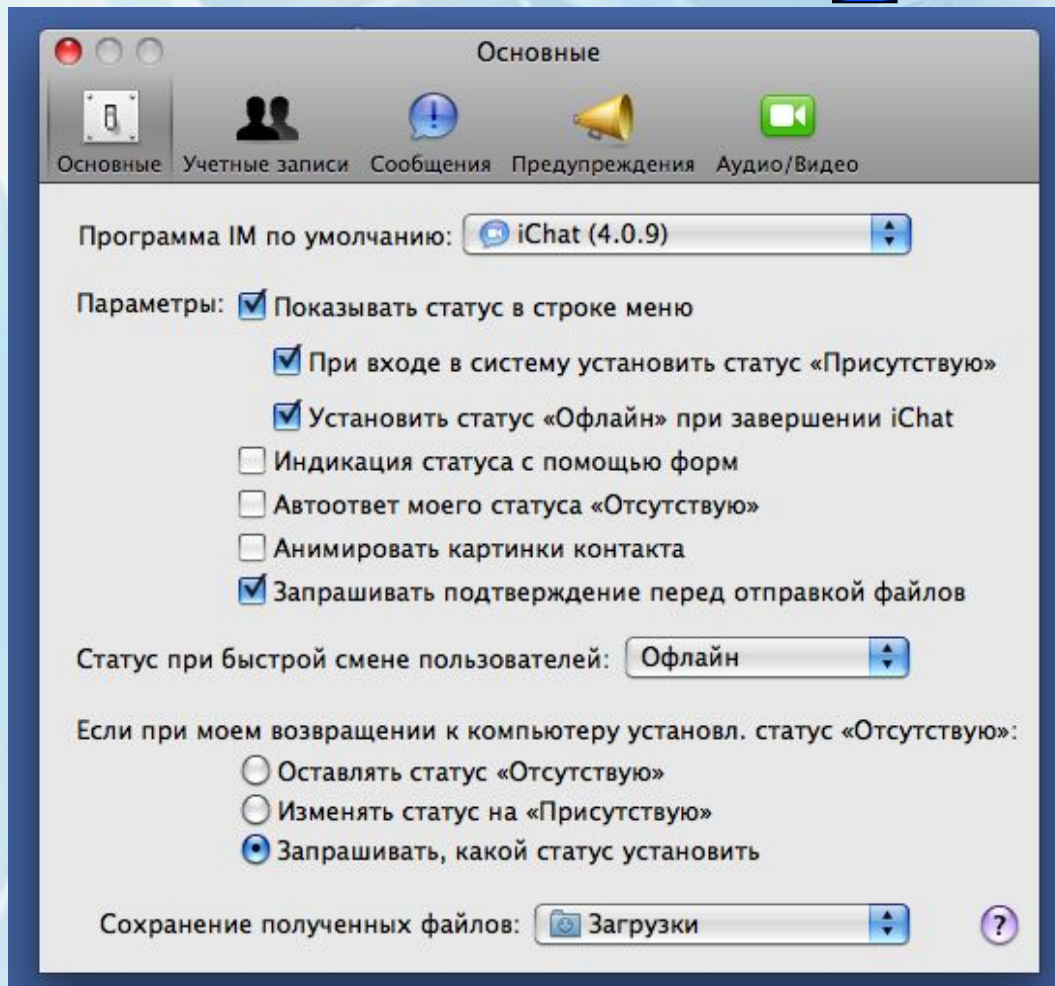 Основные
Основные Учетные записи Сообщения Предупреждения Аудио/Видео
Программа IM по умолчанию: iChat (4.0.9)
Параметры: Показывать статус в строке меню
При входе в систему установить статус «Присутствую»
Установить статус «Офлайн» при завершении iChat
Индикация статуса с помощью форм
Автоответ моего статуса «Отсутствую»
Анимировать картинки контакта
Запрашивать подтверждение перед отправкой файлов
Статус при быстрой смене пользователей: Офлайн
Если при моем возвращении к компьютеру установл. статус «Отсутствую»:
Оставлять статус «Отсутствую»
Изменять статус на «Присутствую»
Запрашивать, какой статус установить
Сохранение полученных файлов: Загрузки ?